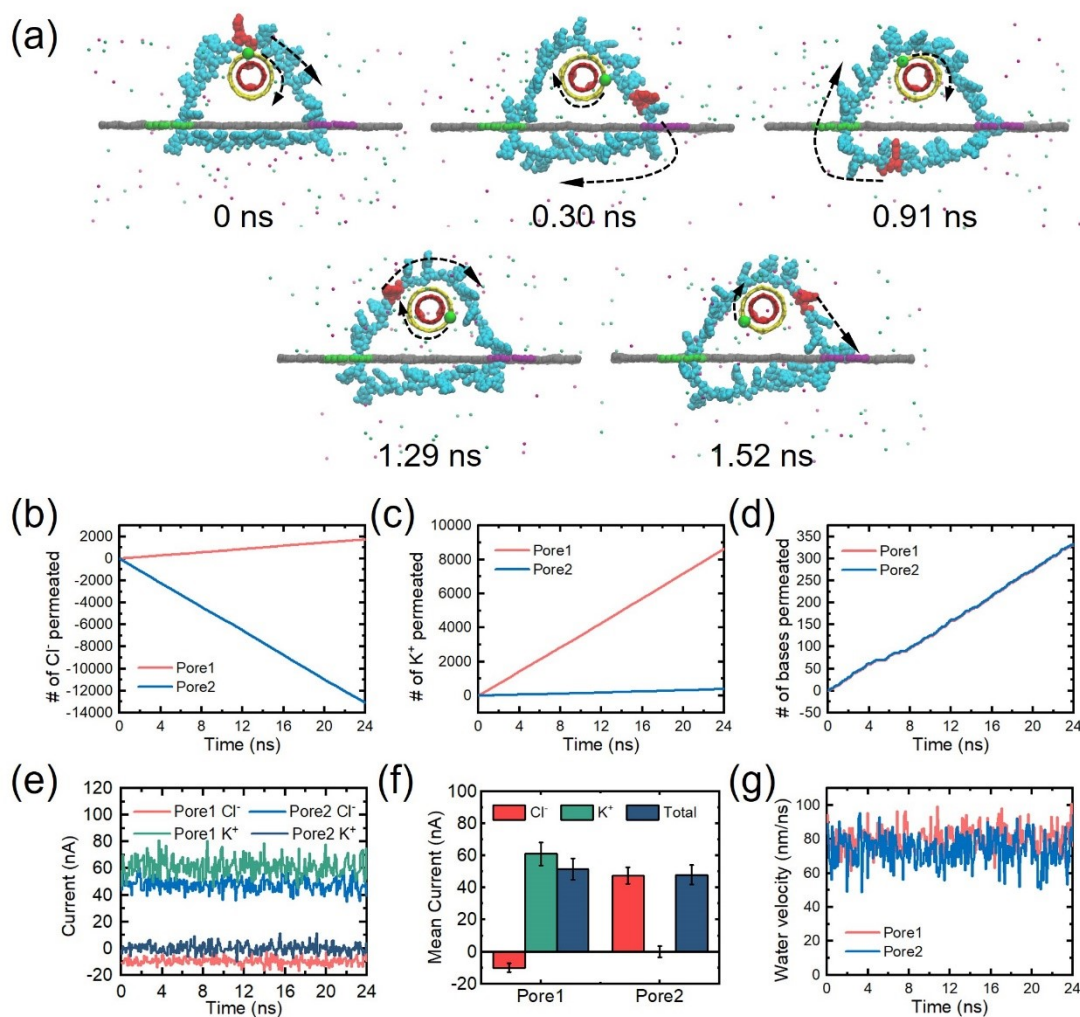 (a)
0 ns
0.30 ns
0.91 ns
1.29 ns
1.52 ns
(b)
# of Cl⁻ permeated
2000
0
-2000
-4000
-6000
-8000
-10000
-12000
-14000
Pore1
Pore2
0 4 8 12 16 20 24
Time (ns)
(c)
# of K⁺ permeated
10000
8000
6000
4000
2000
0
Pore1
Pore2
0 4 8 12 16 20 24
Time (ns)
(d)
# of bases permeated
350
300
250
200
150
100
50
0
-50
Pore1
Pore2
0 4 8 12 16 20 24
Time (ns)
(e)
Current (nA)
120
100
80
60
40
20
0
-20
Pore1 Cl⁻ Pore2 Cl⁻
Pore1 K⁺ Pore2 K⁺
0 4 8 12 16 20 24
Time (ns)
(f)
Mean Current (nA)
100
80
60
40
20
0
-20
Cl⁻ K⁺ Total
Pore1 Pore2
(g)
Water velocity (nm/ns)
100
80
60
40
20
0
Pore1
Pore2
0 4 8 12 16 20 24
Time (ns)